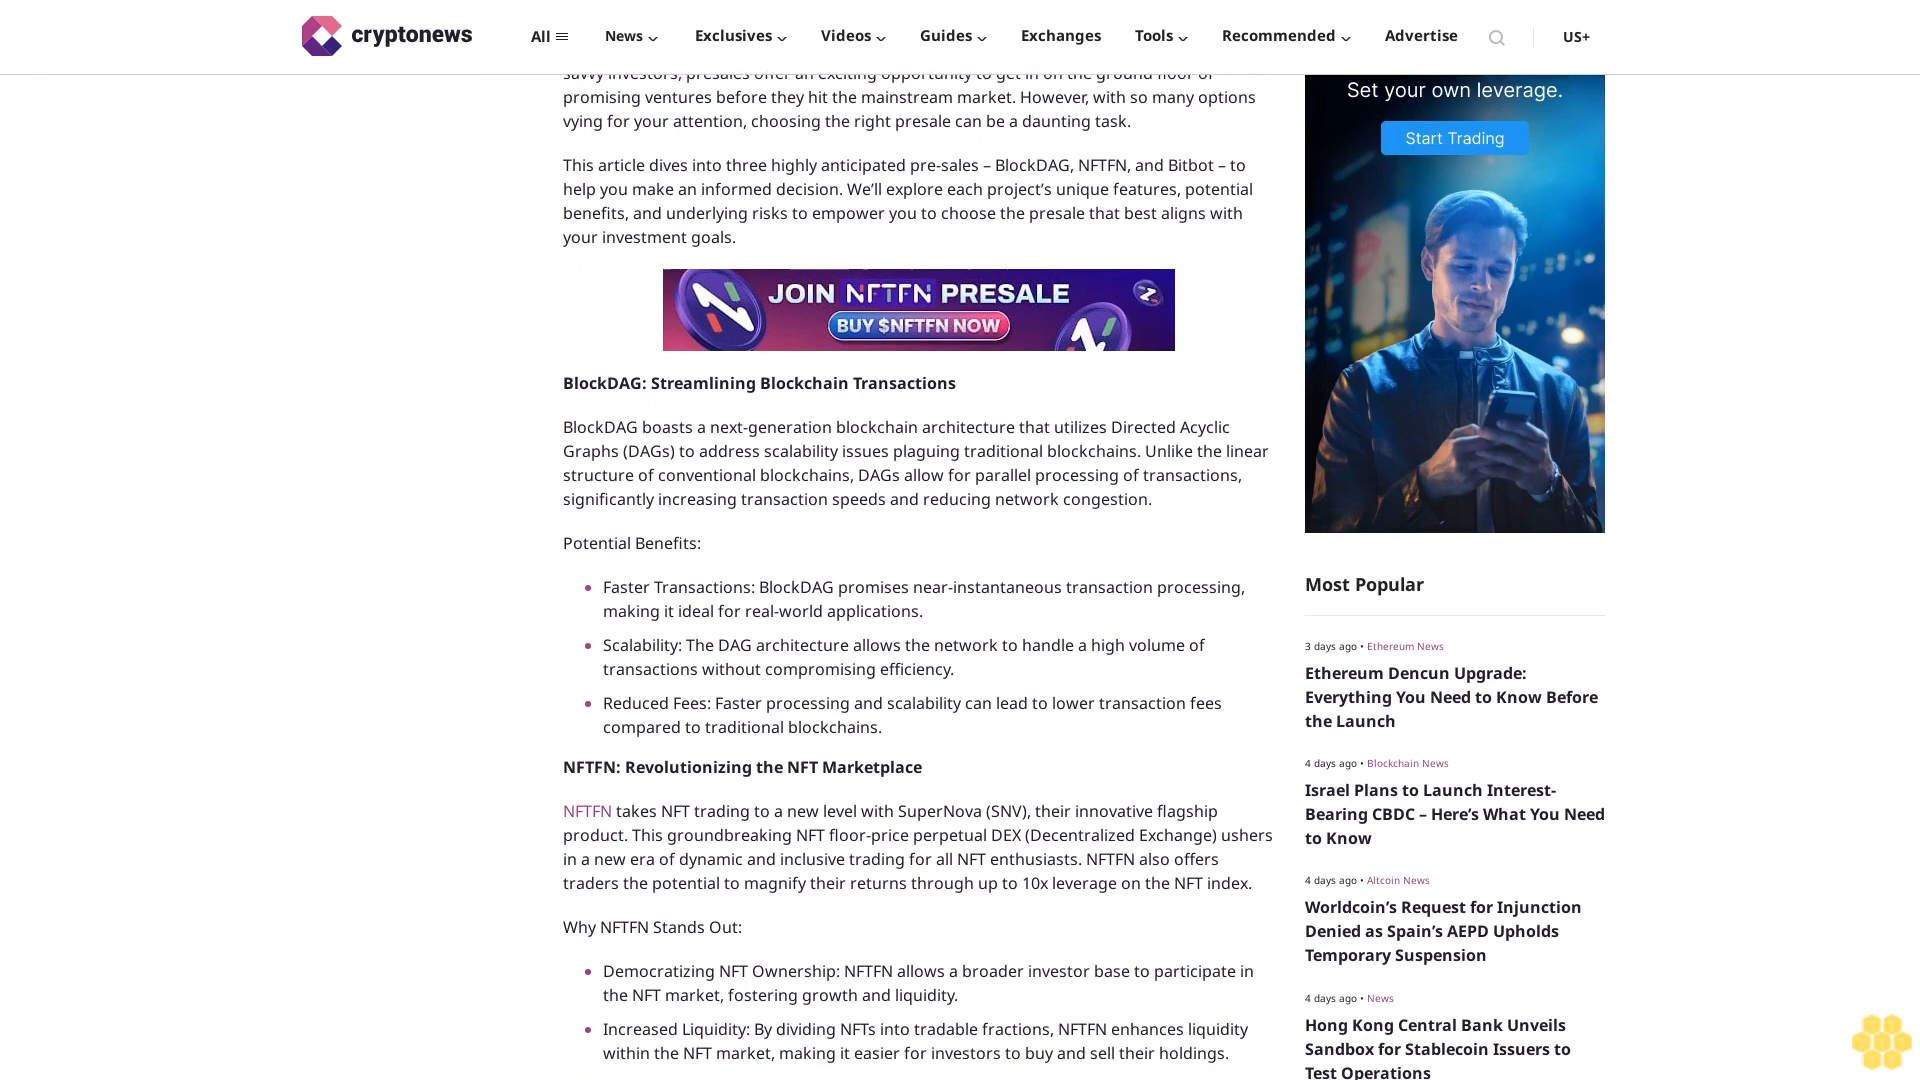 cryptonews
All
News
Exclusives
Videos
Guides
Exchanges
Tools
Recommended
Advertise
US+
savvy investors, presales offer an exciting opportunity to get in on the ground floor of
promising ventures before they hit the mainstream market. However, with so many options
vying for your attention, choosing the right presale can be a daunting task.
This article dives into three highly anticipated pre-sales – BlockDAG, NFTFN, and Bitbot – to
help you make an informed decision. We’ll explore each project’s unique features, potential
benefits, and underlying risks to empower you to choose the presale that best aligns with
your investment goals.
JOIN NFTFN PRESALE
BUY $NFTFN NOW
BlockDAG: Streamlining Blockchain Transactions
BlockDAG boasts a next-generation blockchain architecture that utilizes Directed Acyclic
Graphs (DAGs) to address scalability issues plaguing traditional blockchains. Unlike the linear
structure of conventional blockchains, DAGs allow for parallel processing of transactions,
significantly increasing transaction speeds and reducing network congestion.
Potential Benefits:
Faster Transactions: BlockDAG promises near-instantaneous transaction processing,
making it ideal for real-world applications.
Scalability: The DAG architecture allows the network to handle a high volume of
transactions without compromising efficiency.
Reduced Fees: Faster processing and scalability can lead to lower transaction fees
compared to traditional blockchains.
NFTFN: Revolutionizing the NFT Marketplace
NFTFN takes NFT trading to a new level with SuperNova (SNV), their innovative flagship
product. This groundbreaking NFT floor-price perpetual DEX (Decentralized Exchange) ushers
in a new era of dynamic and inclusive trading for all NFT enthusiasts. NFTFN also offers
traders the potential to magnify their returns through up to 10x leverage on the NFT index.
Why NFTFN Stands Out:
Democratizing NFT Ownership: NFTFN allows a broader investor base to participate in
the NFT market, fostering growth and liquidity.
Increased Liquidity: By dividing NFTs into tradable fractions, NFTFN enhances liquidity
within the NFT market, making it easier for investors to buy and sell their holdings.
Set your own leverage.
Start Trading
Most Popular
3 days ago • Ethereum News
Ethereum Dencun Upgrade:
Everything You Need to Know Before
the Launch
4 days ago • Blockchain News
Israel Plans to Launch Interest-
Bearing CBDC – Here’s What You Need
to Know
4 days ago • Altcoin News
Worldcoin’s Request for Injunction
Denied as Spain’s AEPD Upholds
Temporary Suspension
4 days ago • News
Hong Kong Central Bank Unveils
Sandbox for Stablecoin Issuers to
Test Operations